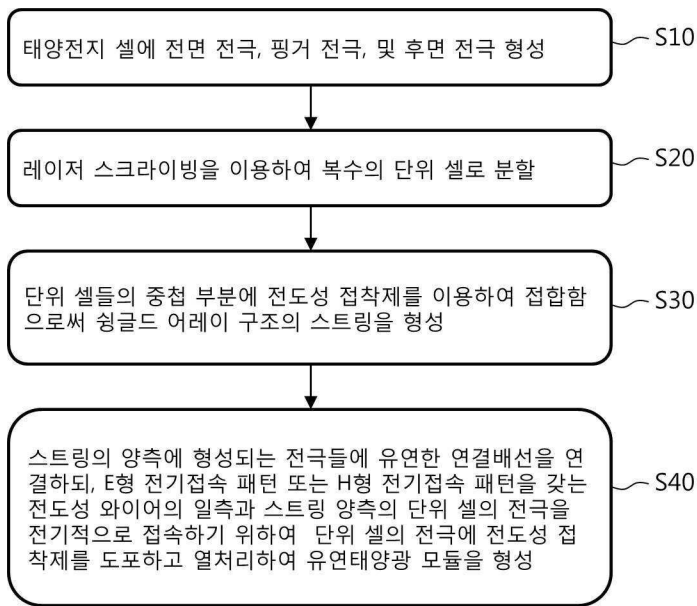 태양전지 셀에 전면 전극, 핑거 전극, 및 후면 전극 형성
S10
레이저 스크라이빙을 이용하여 복수의 단위 셀로 분할
S20
단위 셀들의 중첩 부분에 전도성 접착제를 이용하여 접합함
으로써 슁글드 어레이 구조의 스트링을 형성
S30
스트링의 양측에 형성되는 전극들에 유연한 연결배선을 연
결하되, E형 전기접속 패턴 또는 H형 전기접속 패턴을 갖는
전도성 와이어의 일측과 스트링 양측의 단위 셀의 전극을
전기적으로 접속하기 위하여 단위 셀의 전극에 전도성 접
착제를 도포하고 열처리하여 유연태양광 모듈을 형성
S40